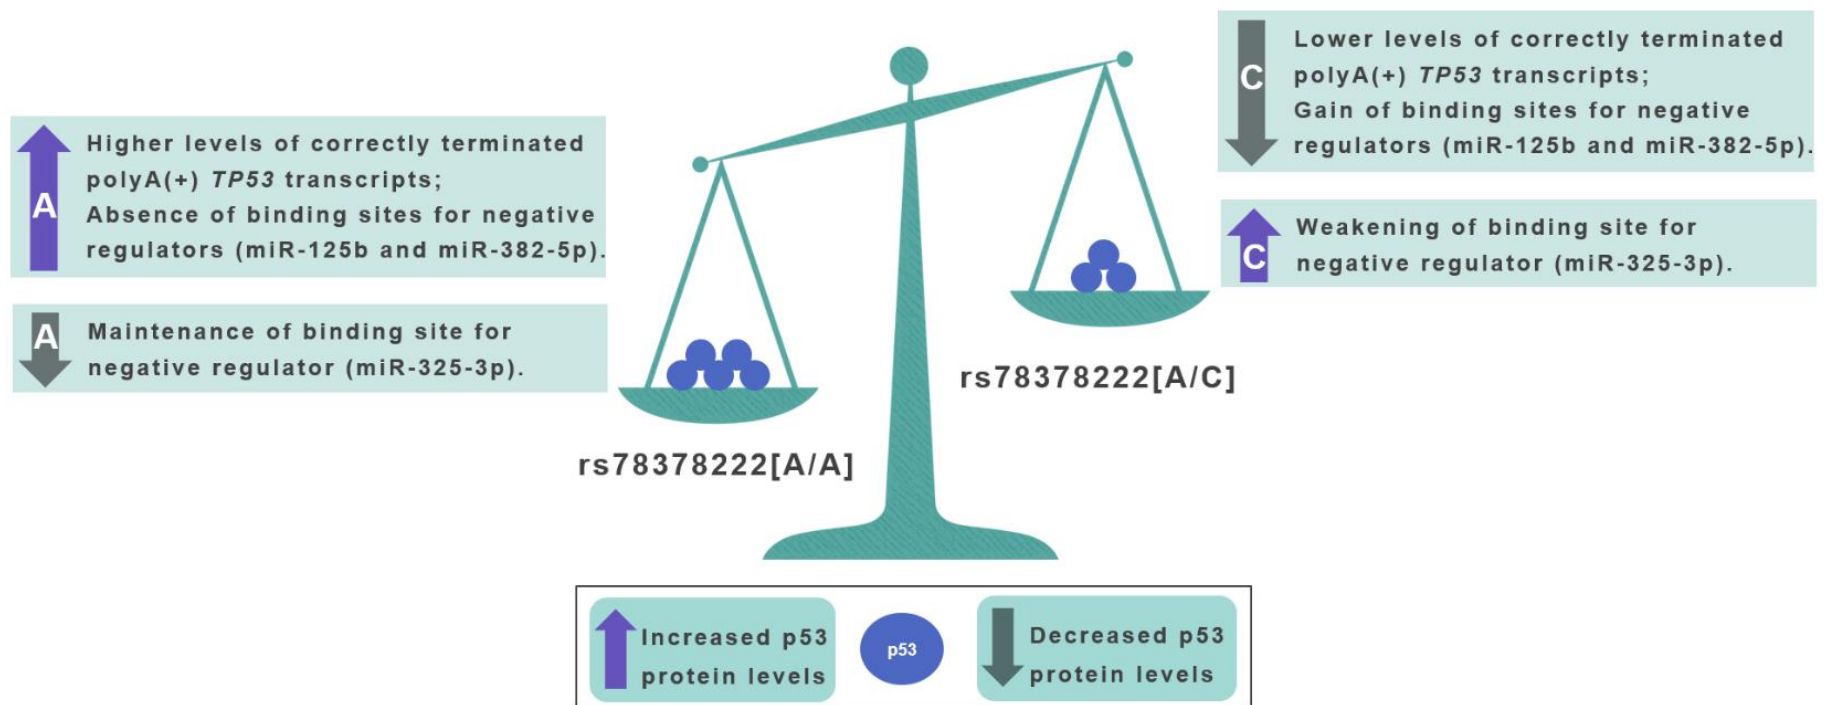 A
Higher levels of correctly terminated
polyA(+) TP53 transcripts;
Absence of binding sites for negative
regulators (miR-125b and miR-382-5p).
A
Maintenance of binding site for
negative regulator (miR-325-3p).
rs78378222[A/A]
C
Lower levels of correctly terminated
polyA(+) TP53 transcripts;
Gain of binding sites for negative
regulators (miR-125b and miR-382-5p).
C
Weakening of binding site for
negative regulator (miR-325-3p).
rs78378222[A/C]
Increased p53
protein levels
p53
Decreased p53
protein levels